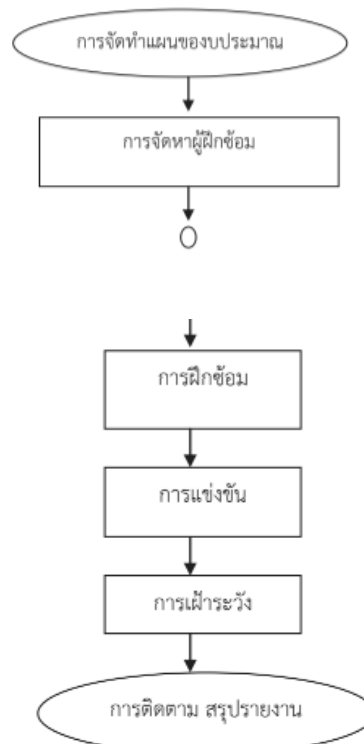 การจัดทำแผนของบประมาณ
การจัดหาผู้ฝึกซ้อม
การฝึกซ้อม
การแข่งขัน
การเฝ้าระวัง
การติดตาม สรุปรายงาน